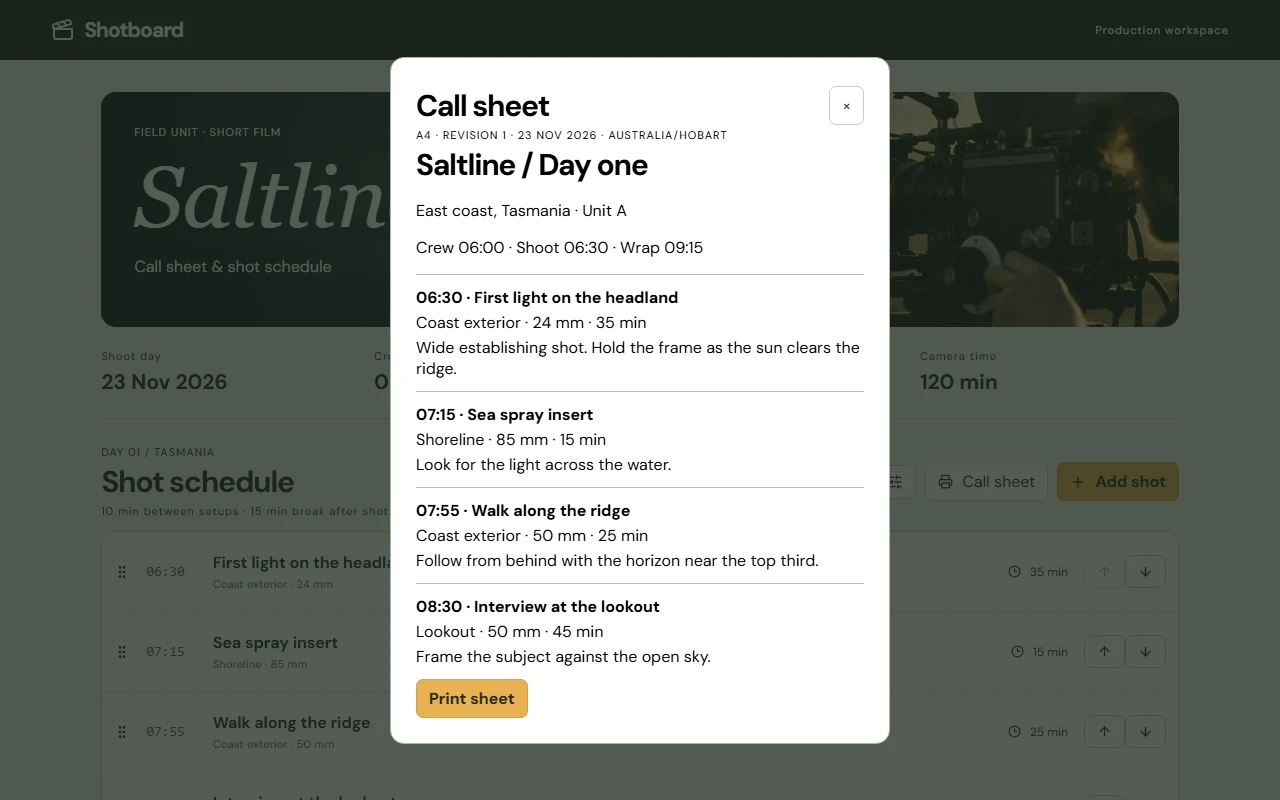 Shotboard
Production workspace
FIELD UNIT · SHORT FILM
Call sheet & shot schedule
Shoot day
23 Nov 2026
Camera time
120 min
DAY 01 / TASMANIA
Shot schedule
10 min between setups · 15 min break after shot
Call sheet
Add shot
06:30
First light on the
Coast exterior · 24 mm
35 min
07:15
Sea spray insert
Shoreline · 85 mm
15 min
07:55
Walk along the ridge
Coast exterior · 50 mm
25 min
Call sheet
×
A4 · REVISION 1 · 23 NOV 2026 · AUSTRALIA/HOBART
Saltline / Day one
East coast, Tasmania · Unit A
Crew 06:00 · Shoot 06:30 · Wrap 09:15
06:30 · First light on the headland
Coast exterior · 24 mm · 35 min
Wide establishing shot. Hold the frame as the sun clears the
ridge.
07:15 · Sea spray insert
Shoreline · 85 mm · 15 min
Look for the light across the water.
07:55 · Walk along the ridge
Coast exterior · 50 mm · 25 min
Follow from behind with the horizon near the top third.
08:30 · Interview at the lookout
Lookout · 50 mm · 45 min
Frame the subject against the open sky.
Print sheet